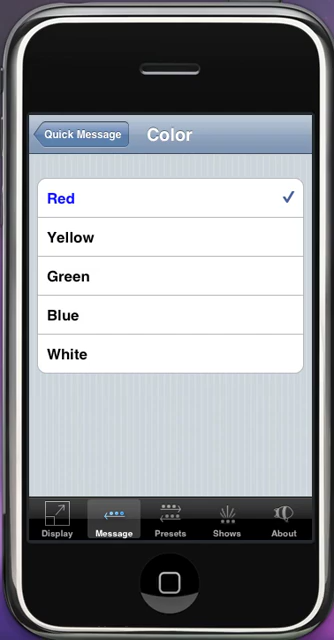 Quick Message
Color
Red
Yellow
Green
Blue
White
Display
Message
Presets
Shows
About